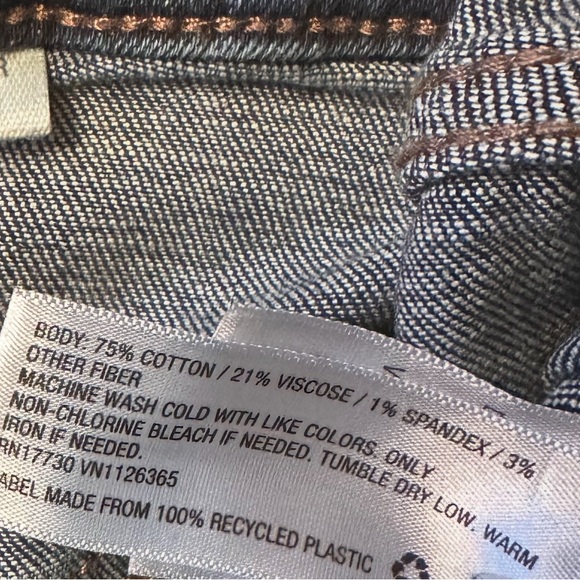 BODY: 75% COTTON / 21% VISCOSE / 1% SPANDEX / 3%
OTHER FIBER
MACHINE WASH COLD WITH LIKE COLORS. ONLY
NON-CHLORINE BLEACH IF NEEDED. TUMBLE DRY LOW. WARM
IRON IF NEEDED.
RN17730 VN1126365
LABEL MADE FROM 100% RECYCLED PLASTIC